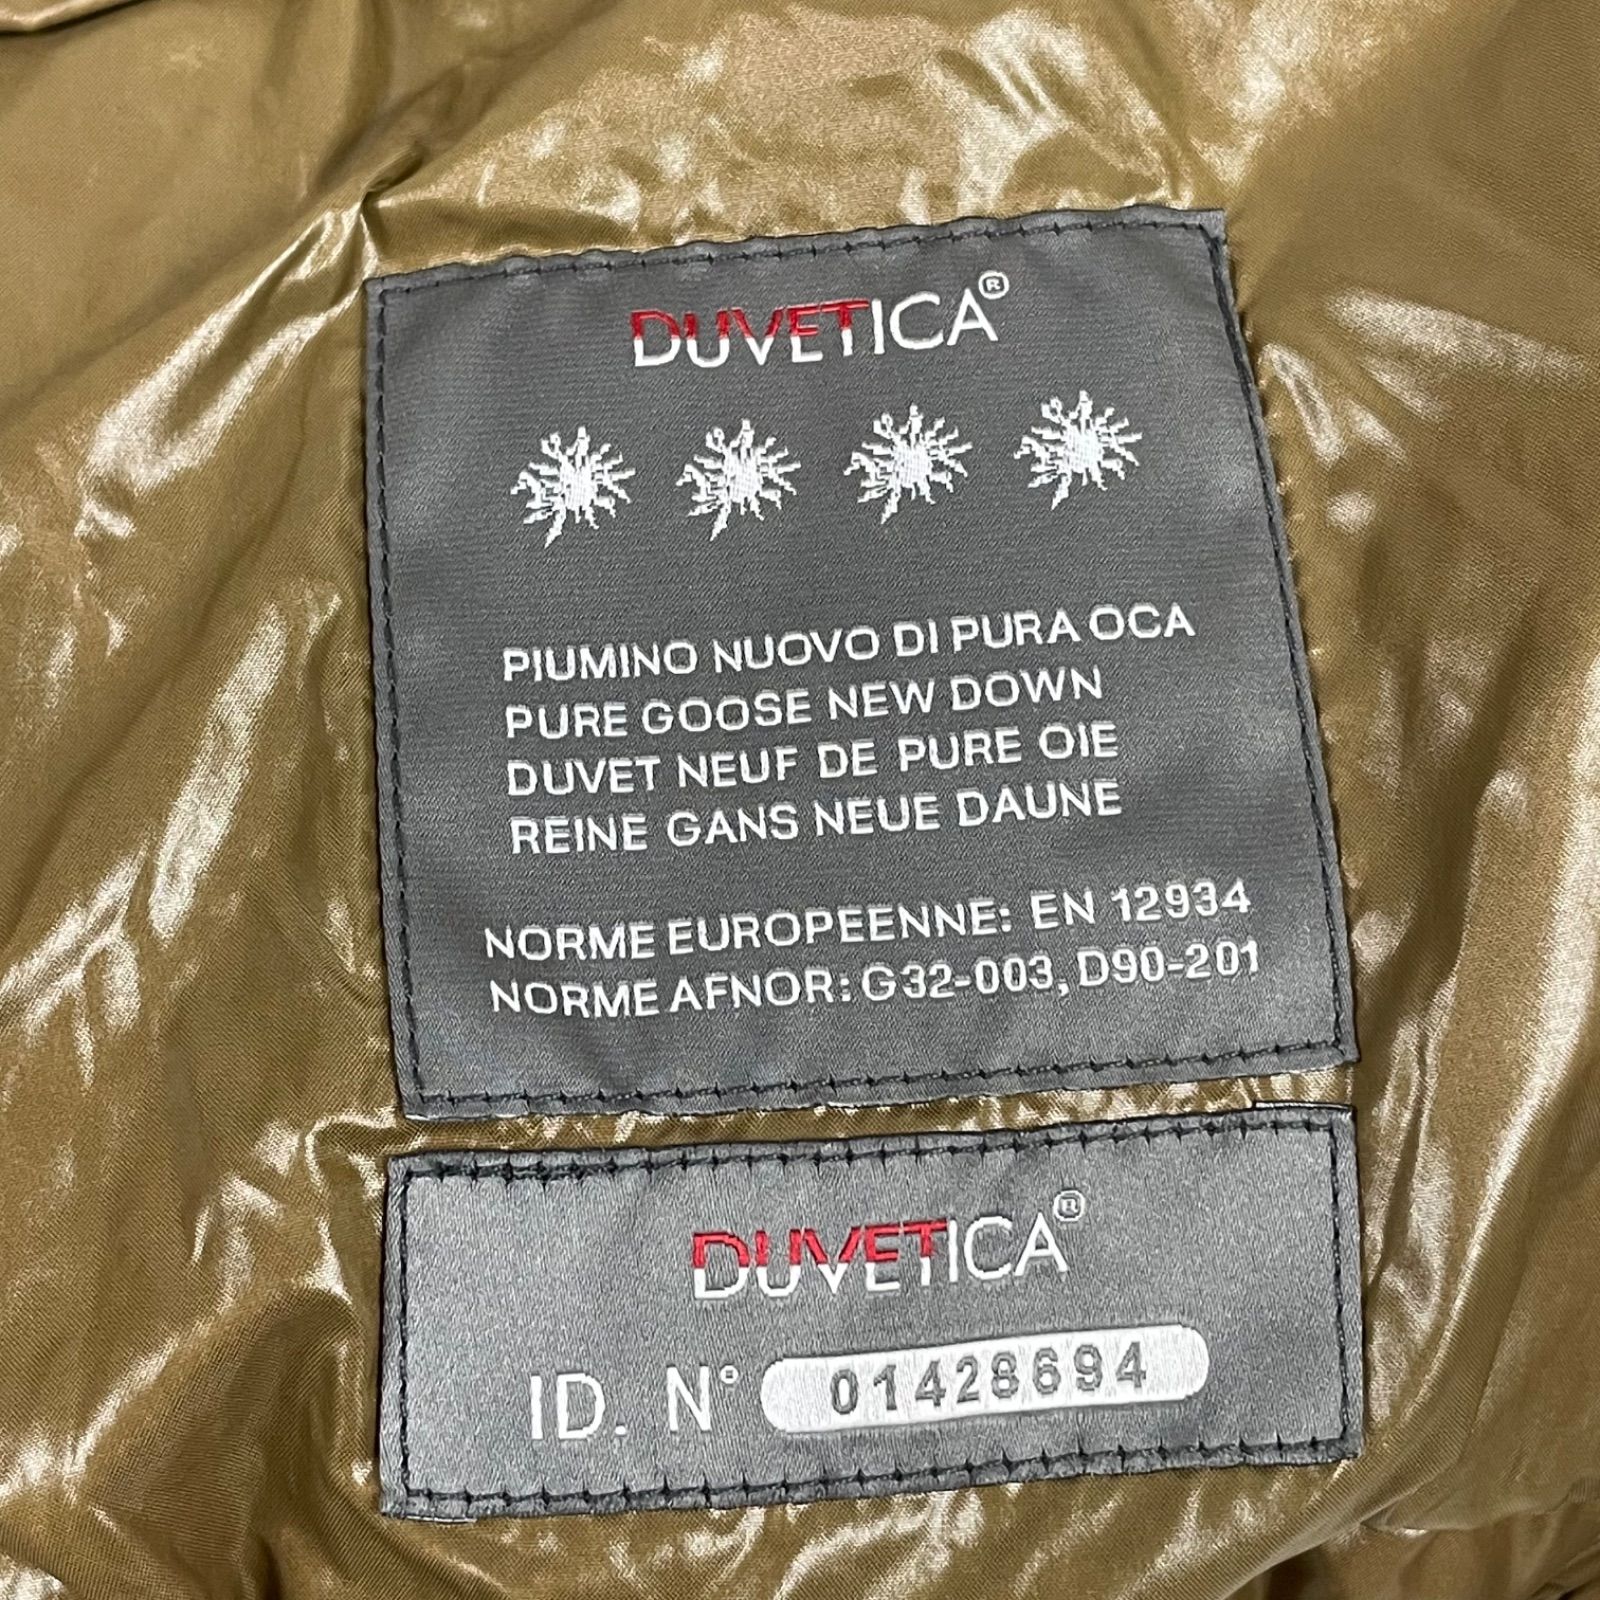 DUVETICA®
PIUMINO NUOVO DI PURA OCA
PURE GOOSE NEW DOWN
DUVET NEUF DE PURE OIE
REINE GANS NEUE DAUNE
NORME EUROPEENNE: EN 12934
NORME AFNOR: G32-003, D90-201
DUVETICA®
ID. N° 01428694